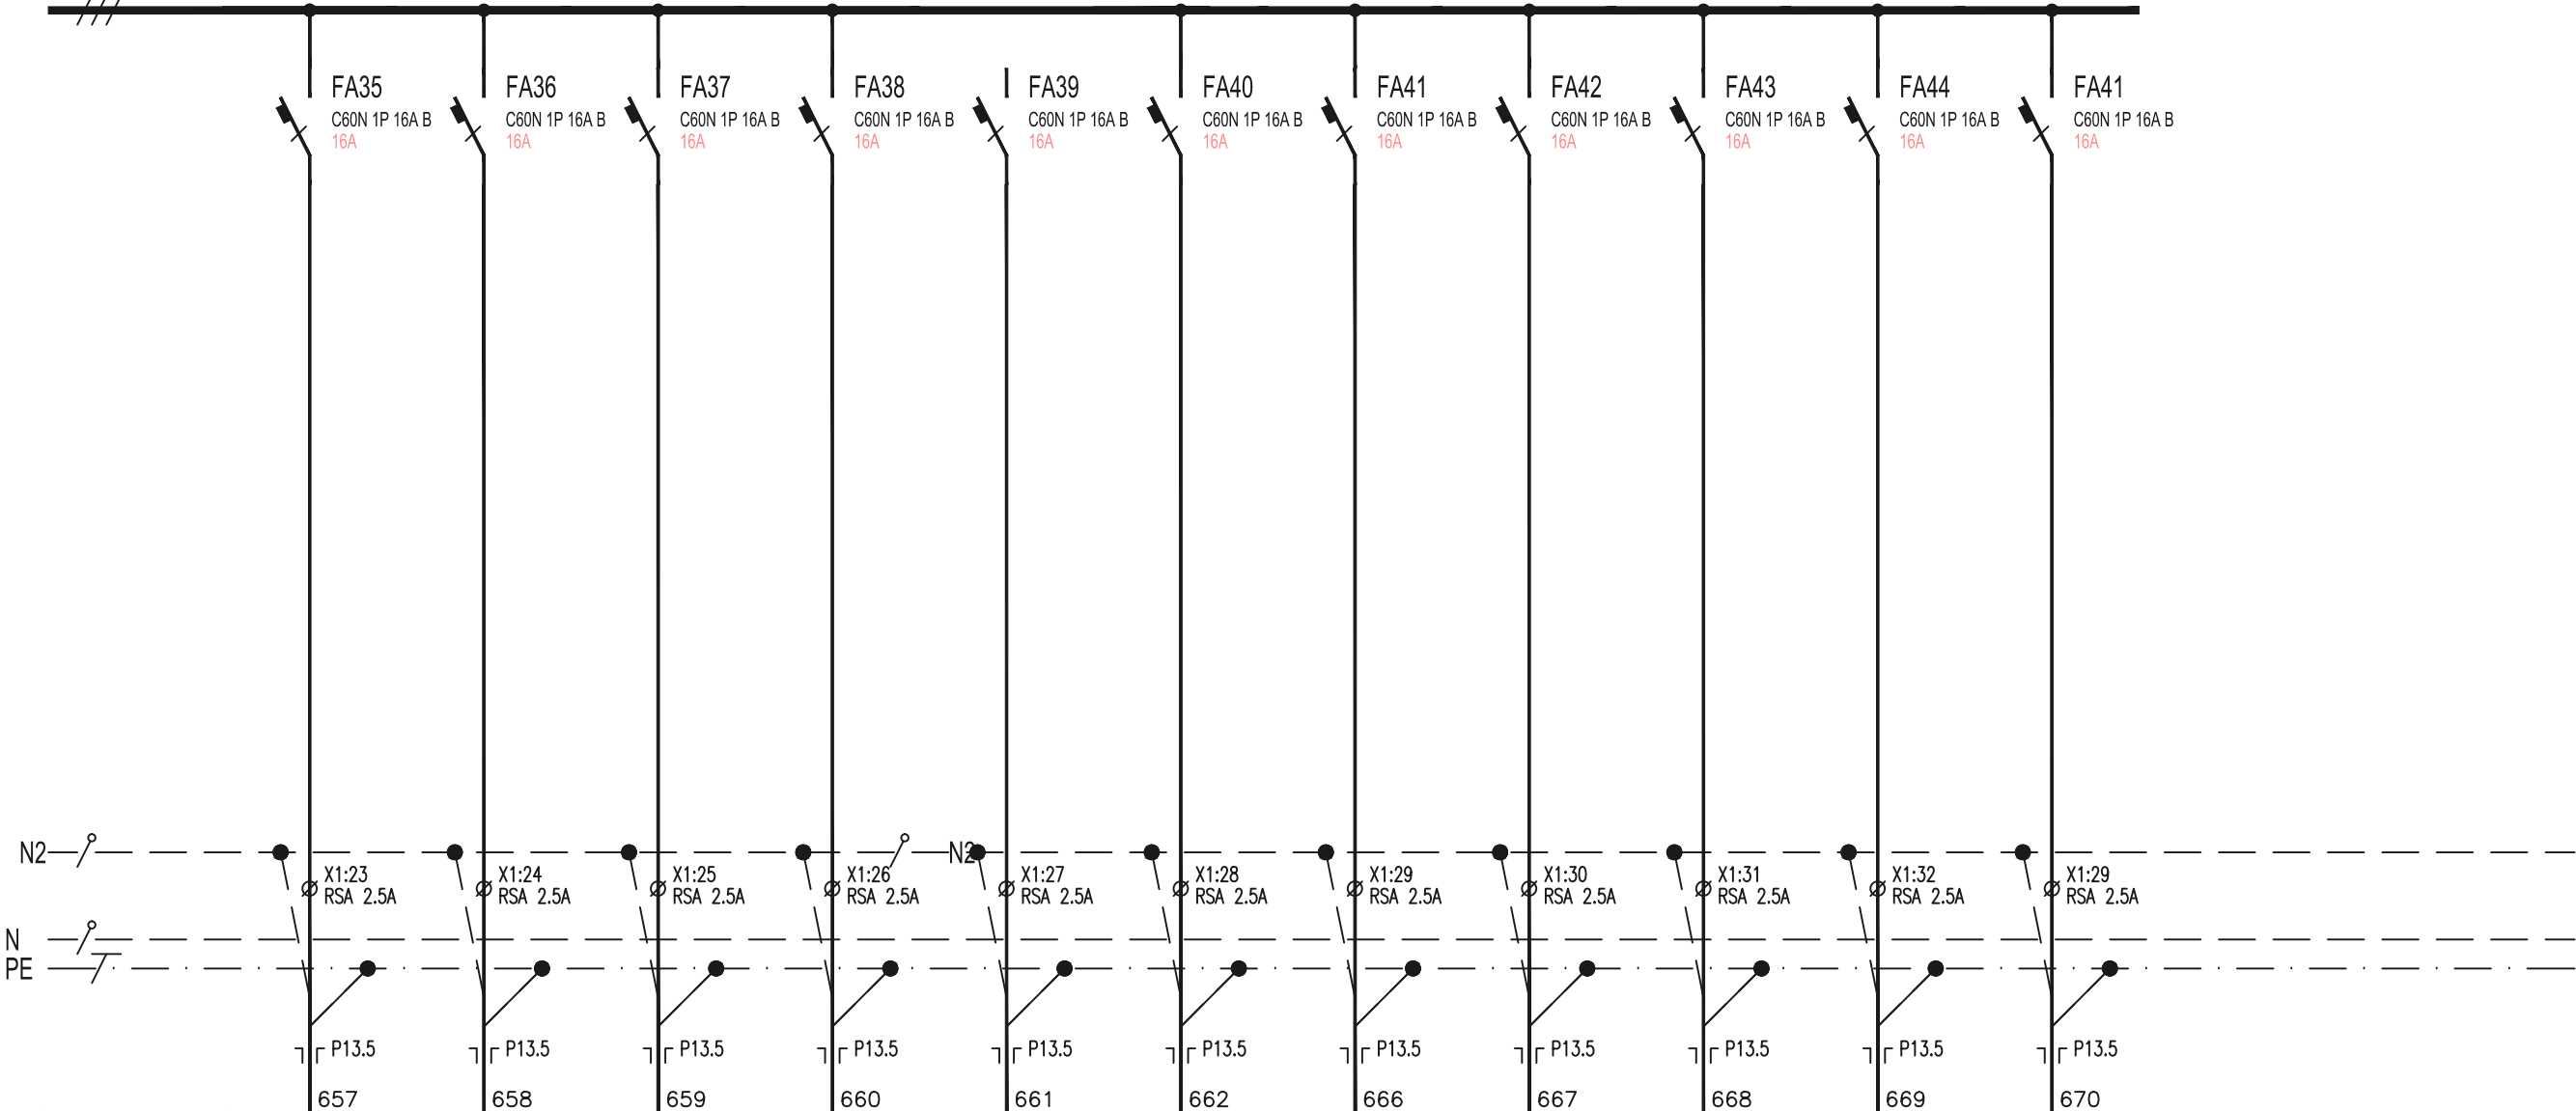 FA35 FA36 FA37 FA38 FA39 FA40 FA41 FA42 FA43 FA44 FA41
C60N 1P 16A B C60N 1P 16A B C60N 1P 16A B C60N 1P 16A B C60N 1P 16A B C60N 1P 16A B C60N 1P 16A B C60N 1P 16A B C60N 1P 16A B C60N 1P 16A B C60N 1P 16A B
16A 16A 16A 16A 16A 16A 16A 16A 16A 16A 16A
N2 N2
X1:23 X1:24 X1:25 X1:26 X1:27 X1:28 X1:29 X1:30 X1:31 X1:32 X1:29
RSA 2.5A RSA 2.5A RSA 2.5A RSA 2.5A RSA 2.5A RSA 2.5A RSA 2.5A RSA 2.5A RSA 2.5A RSA 2.5A RSA 2.5A
N
PE
P13.5 P13.5 P13.5 P13.5 P13.5 P13.5 P13.5 P13.5 P13.5 P13.5 P13.5
657 658 659 660 661 662 666 667 668 669 670